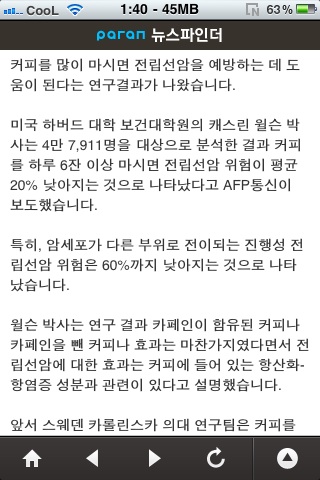 CooL 1:40 - 45MB 63%
paran 뉴스파인더
커피를 많이 마시면 전립선암을 예방하는 데 도
움이 된다는 연구결과가 나왔습니다.
미국 하버드 대학 보건대학원의 캐스린 윌슨 박
사는 4만 7,911명을 대상으로 분석한 결과 커피
를 하루 6잔 이상 마시면 전립선암 위험이 평균
20% 낮아지는 것으로 나타났다고 AFP통신이
보도했습니다.
특히, 암세포가 다른 부위로 전이되는 진행성 전
립선암 위험은 60%까지 낮아지는 것으로 나타
났습니다.
윌슨 박사는 연구 결과 카페인이 함유된 커피나
카페인을 뺀 커피나 효과는 마찬가지였다면서 전
립선암에 대한 효과는 커피에 들어 있는 항산화-
항염증 성분과 관련이 있다고 설명했습니다.
앞서 스웨덴 카롤린스카 의대 연구팀은 커피를